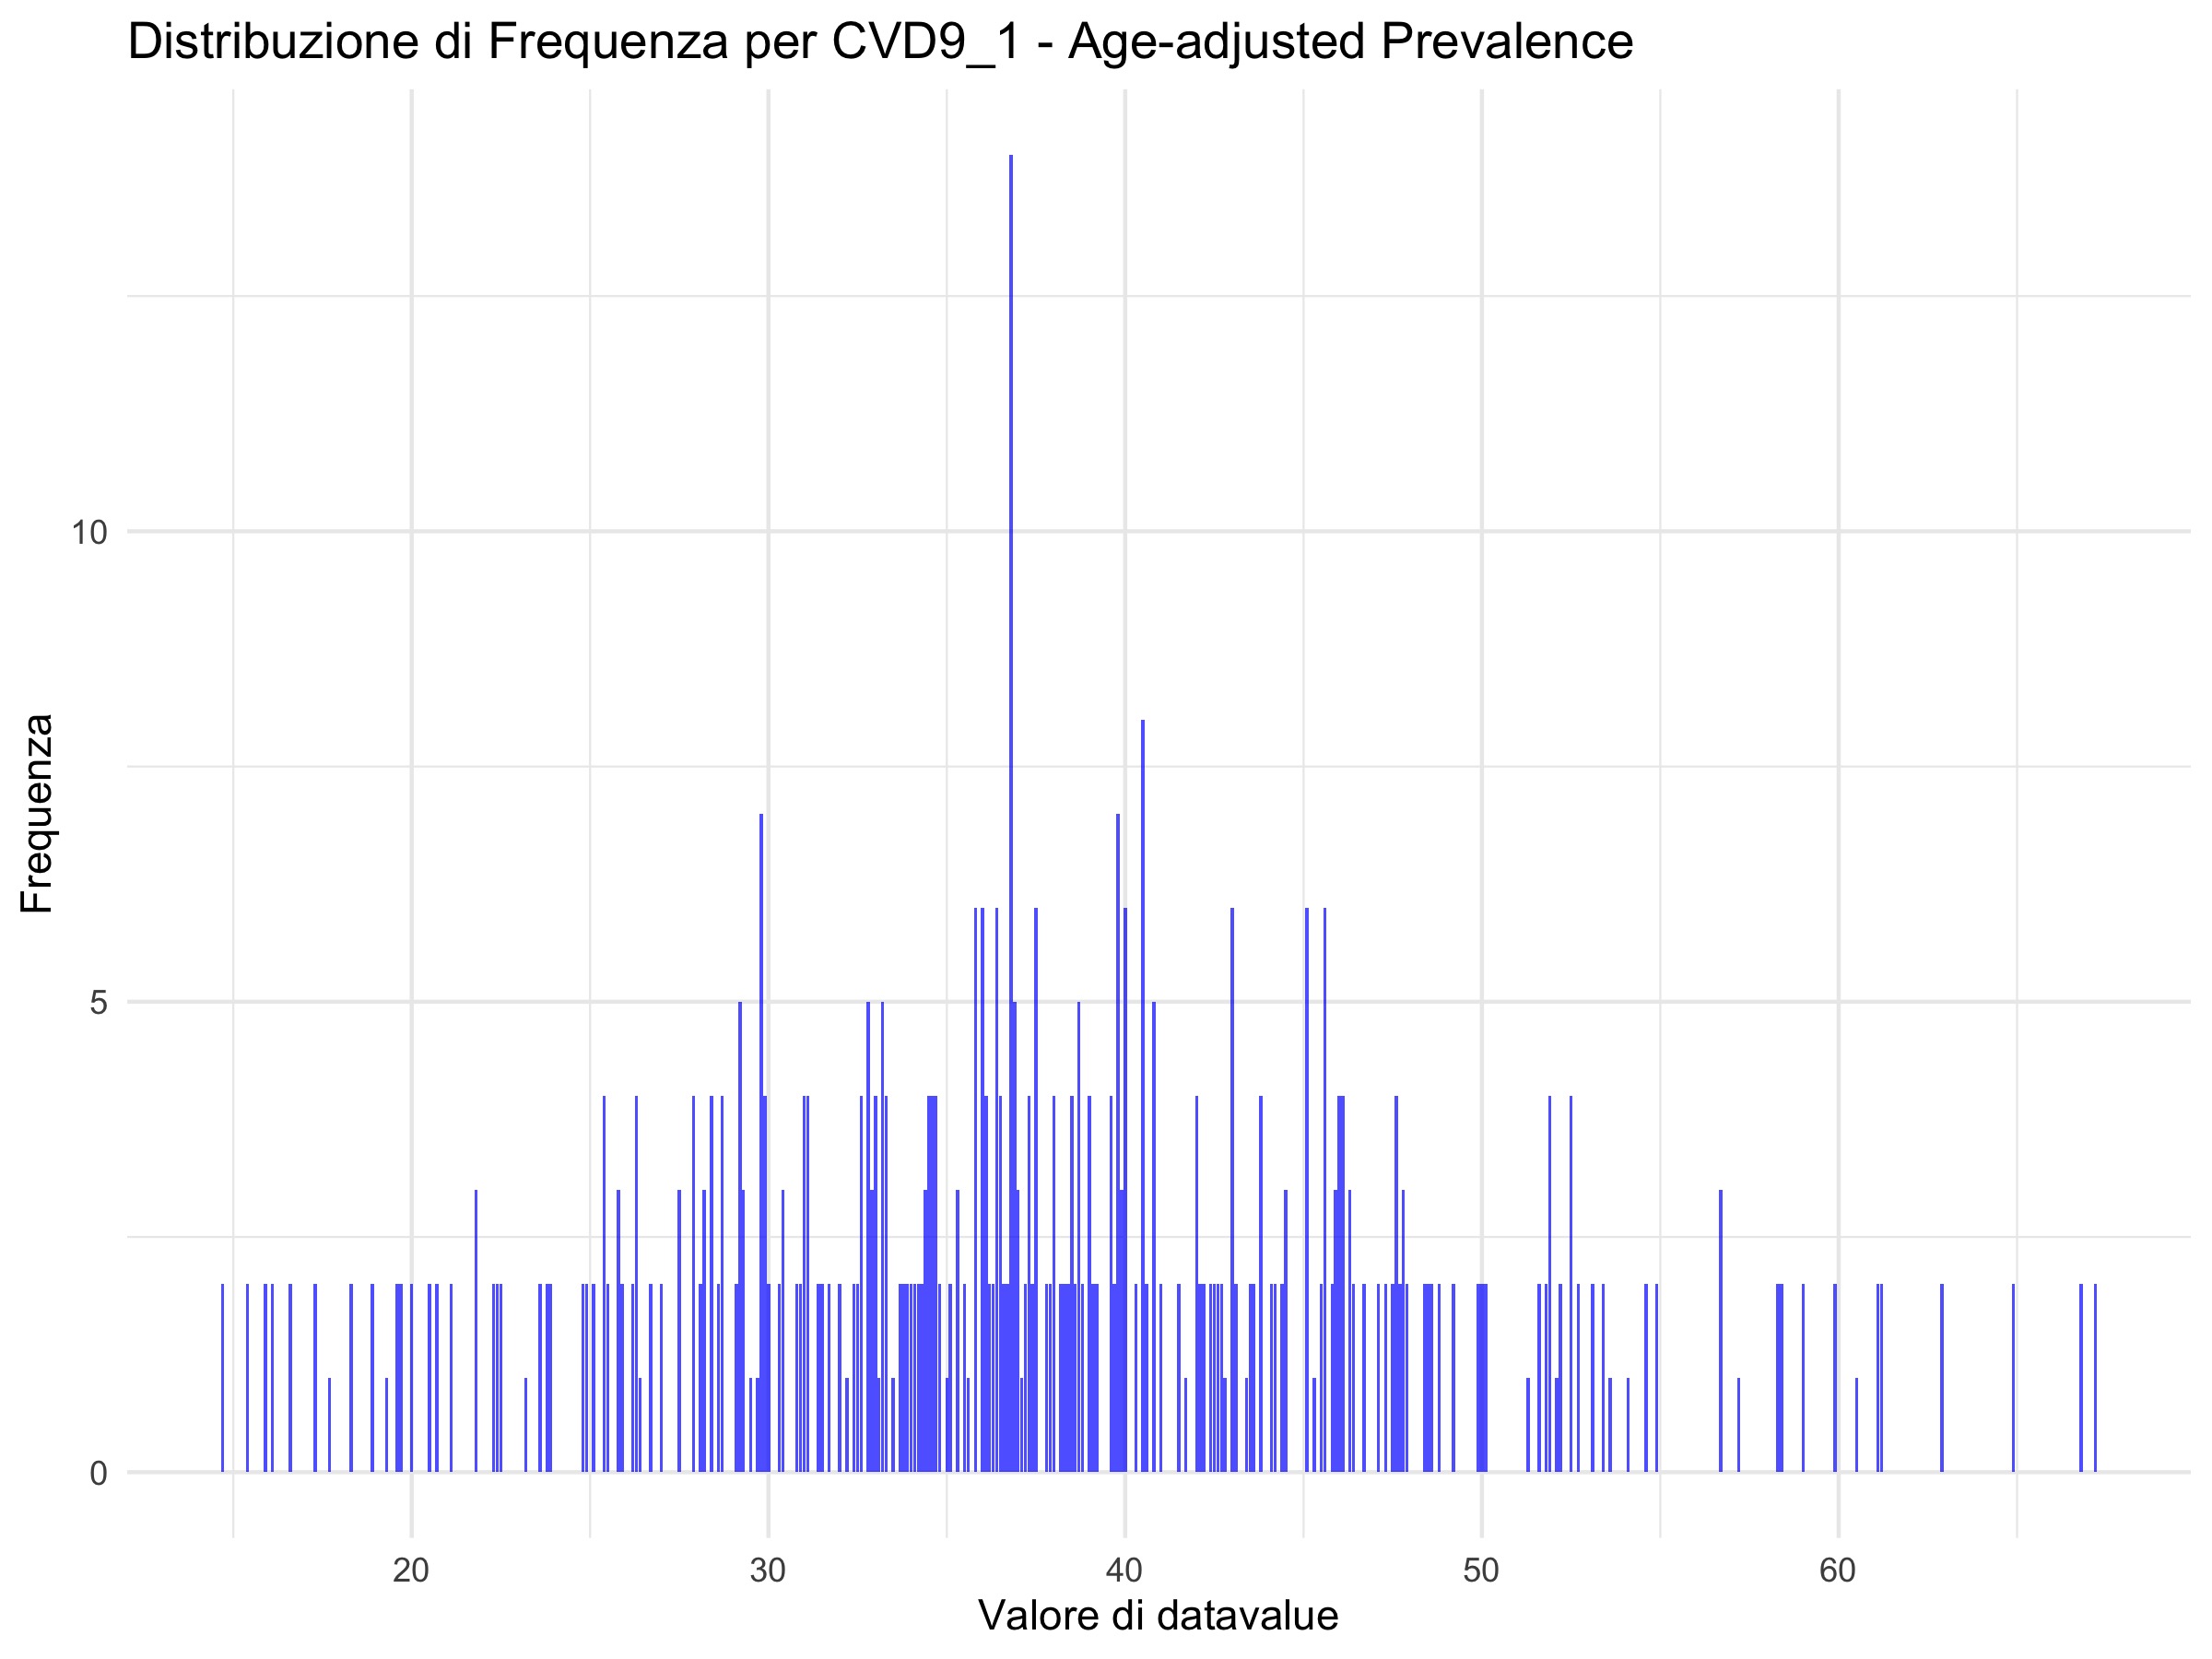 Distribuzione di Frequenza per CVD9_1 - Age-adjusted Prevalence
Frequenza
10
5
0
20 30 40 50 60
Valore di datavalue